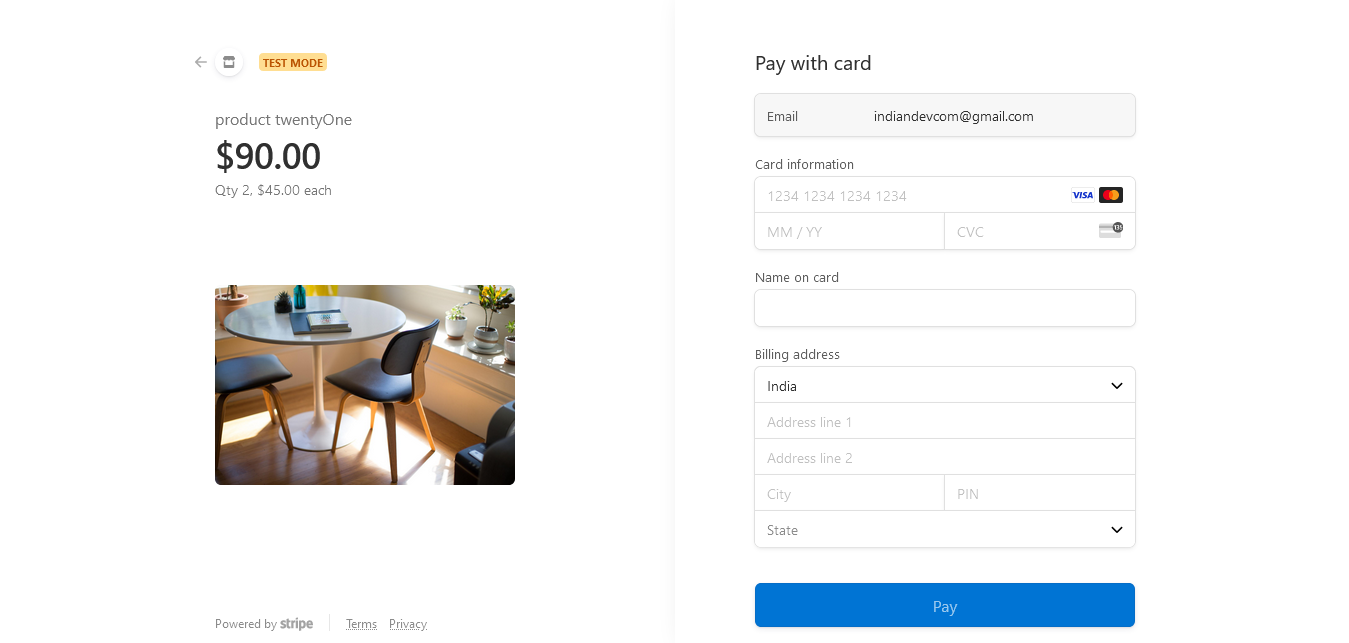 TEST MODE
product twentyOne
$90.00
Qty 2, $45.00 each
Powered by stripe
Terms
Privacy
Pay with card
Email indiandevcom@gmail.com
Card information
1234 1234 1234 1234
VISA
MM / YY
CVC
135
Name on card
Billing address
India
Address line 1
Address line 2
City
PIN
State
Pay